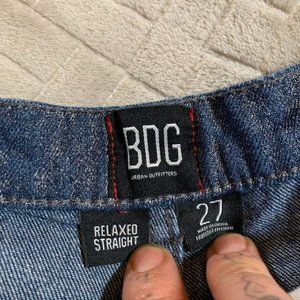 BDG
URBAN OUTFITTERS
RELAXED
STRAIGHT
27